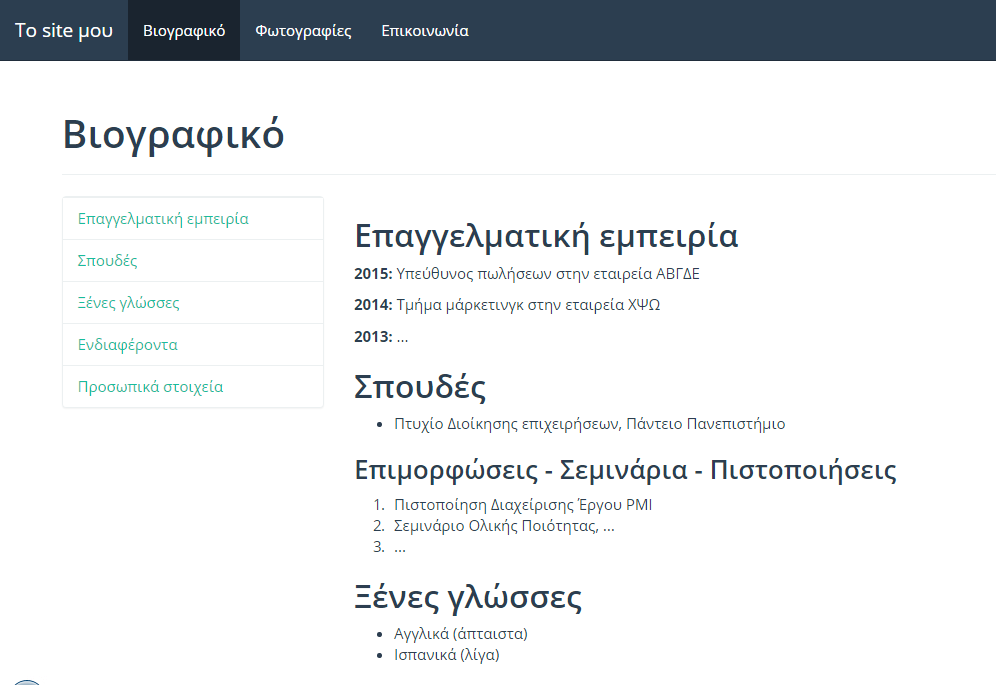 Το site μου Βιογραφικό Φωτογραφίες Επικοινωνία
Βιογραφικό
Επαγγελματική εμπειρία
Σπουδές
Ξένες γλώσσες
Ενδιαφέροντα
Προσωπικά στοιχεία
Επαγγελματική εμπειρία
2015: Υπεύθυνος πωλήσεων στην εταιρεία ΑΒΓΔΕ
2014: Τμήμα μάρκετινγκ στην εταιρεία ΧΨΩ
2013: ...
Σπουδές
• Πτυχίο Διοίκησης επιχειρήσεων, Πάντειο Πανεπιστήμιο
Επιμορφώσεις - Σεμινάρια - Πιστοποιήσεις
1. Πιστοποίηση Διαχείρισης Έργου PMI
2. Σεμινάριο Ολικής Ποιότητας, ...
3. ...
Ξένες γλώσσες
• Αγγλικά (άπταιστα)
• Ισπανικά (λίγα)